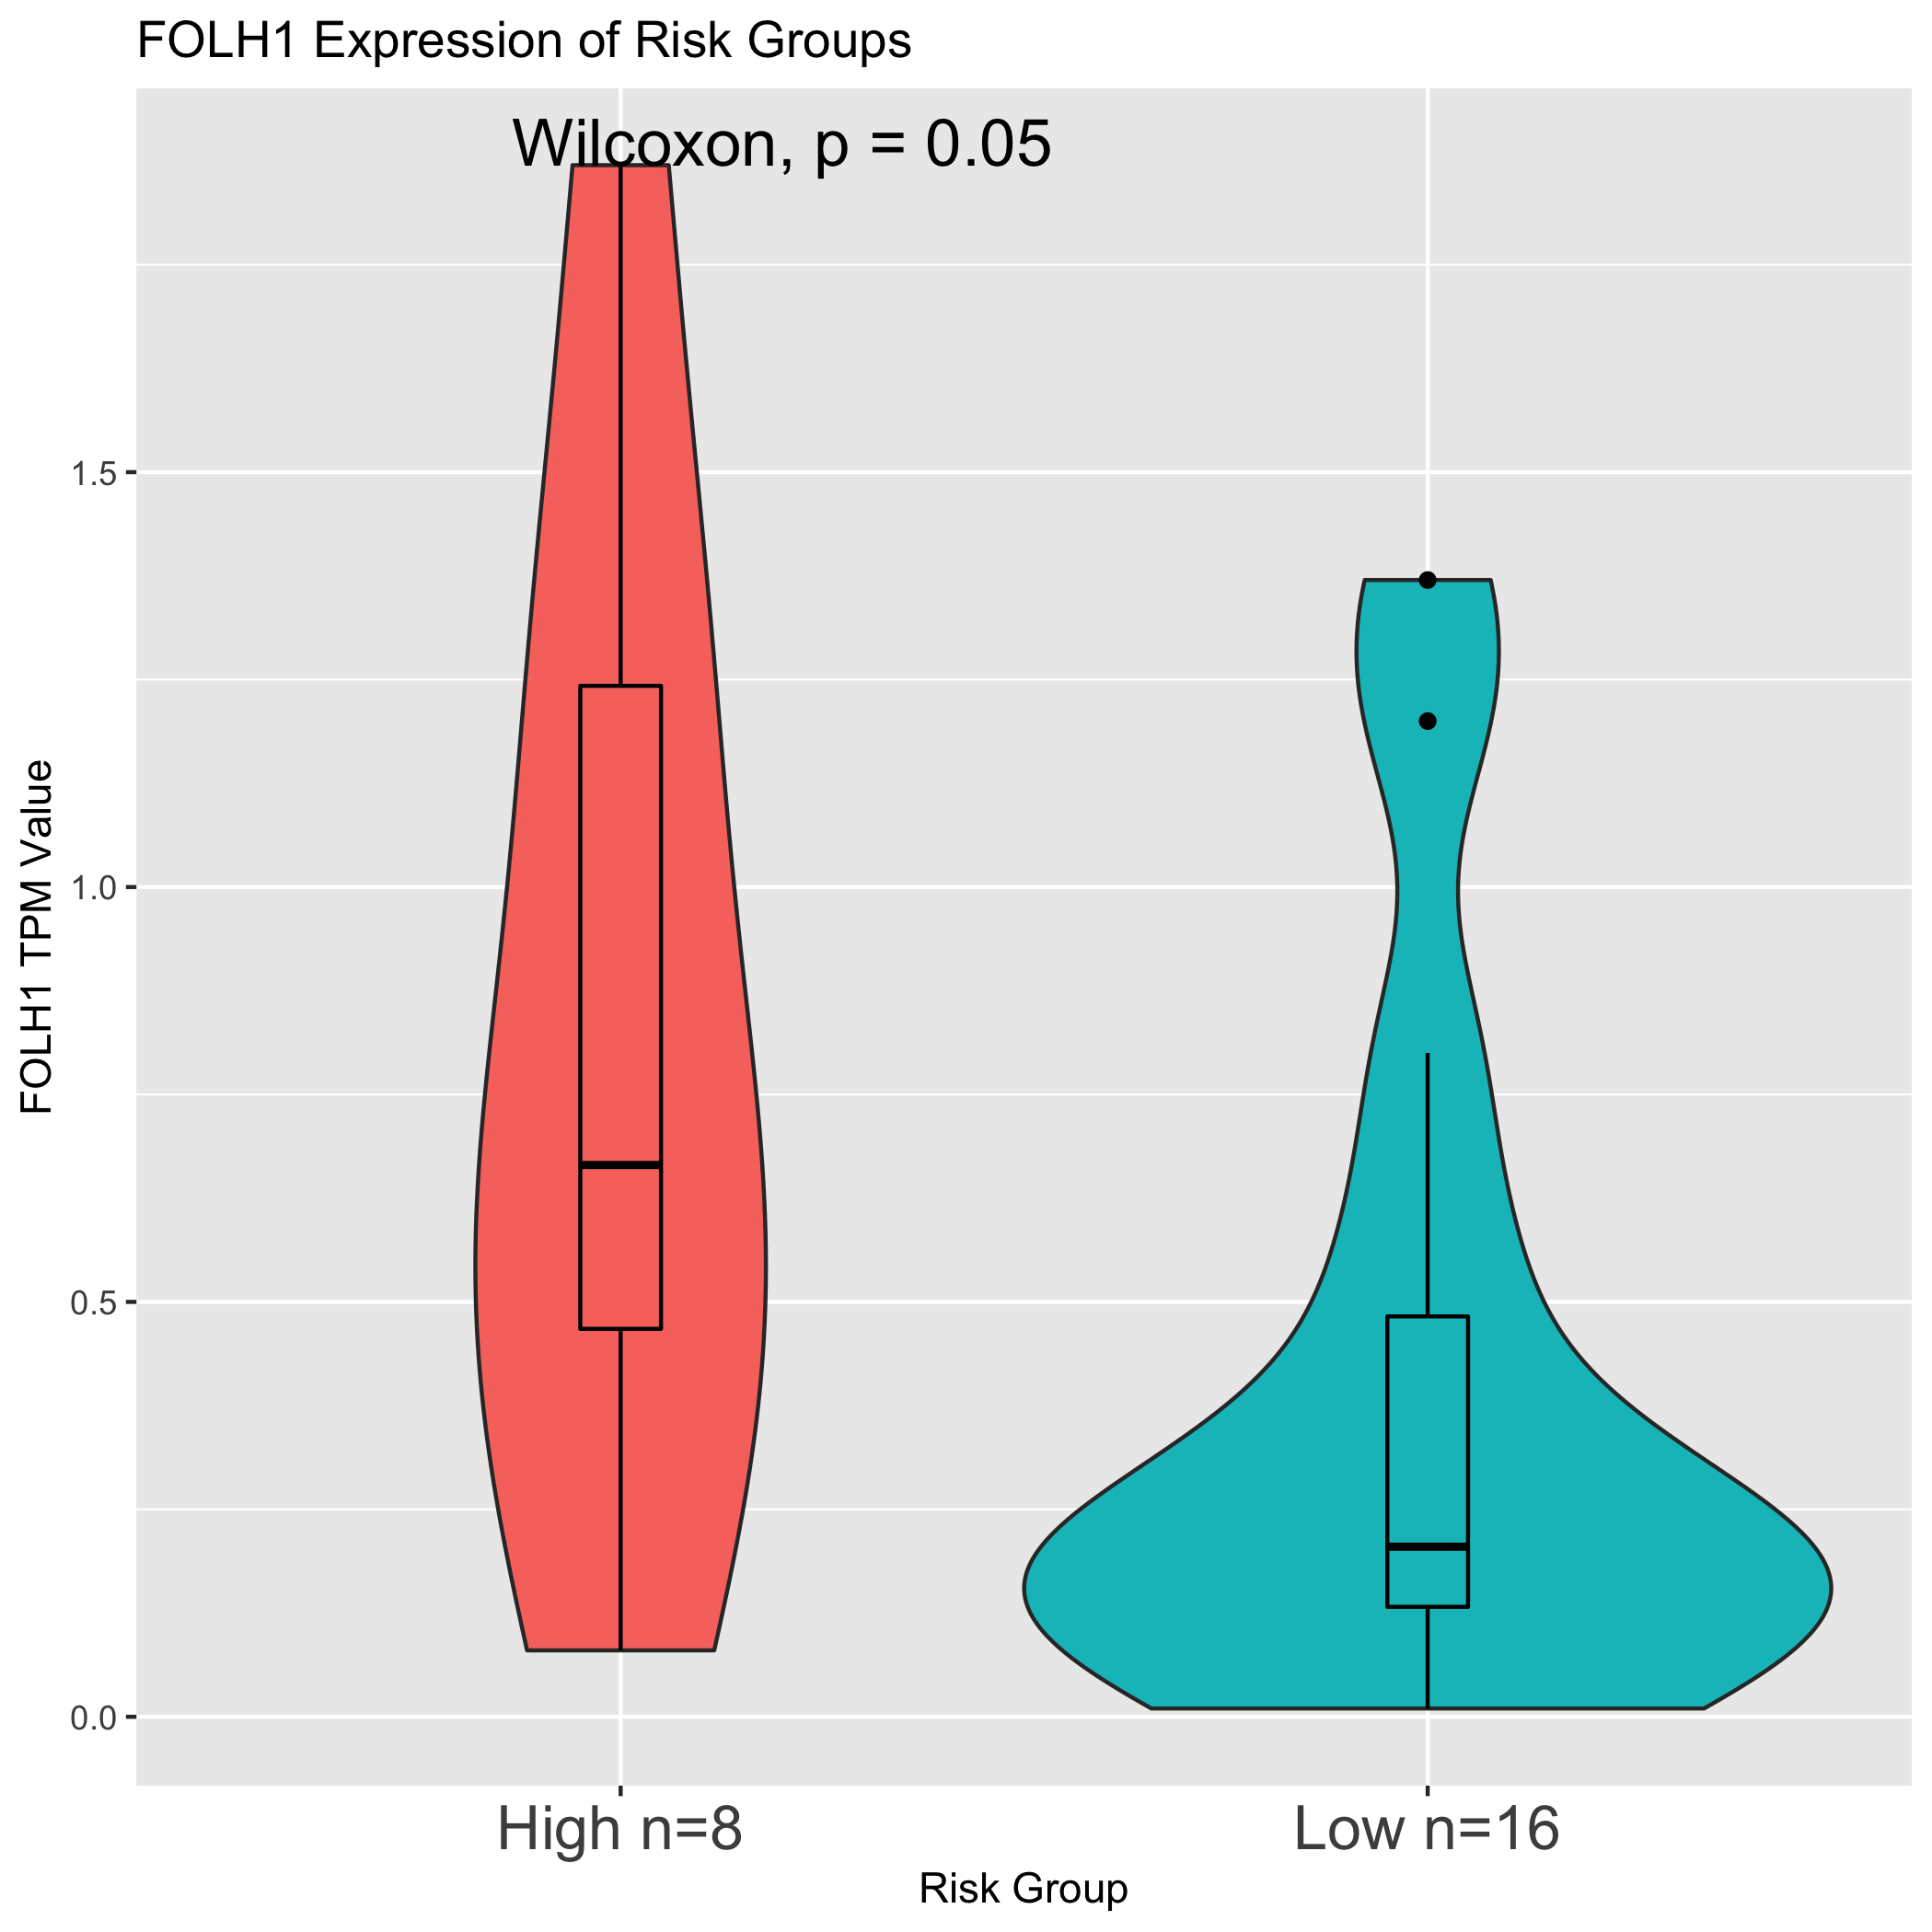 FOLH1 Expression of Risk Groups
Wilcoxon, p = 0.05
FOLH1 TPM Value
1.5
1.0
0.5
0.0
High n=8
Low n=16
Risk Group